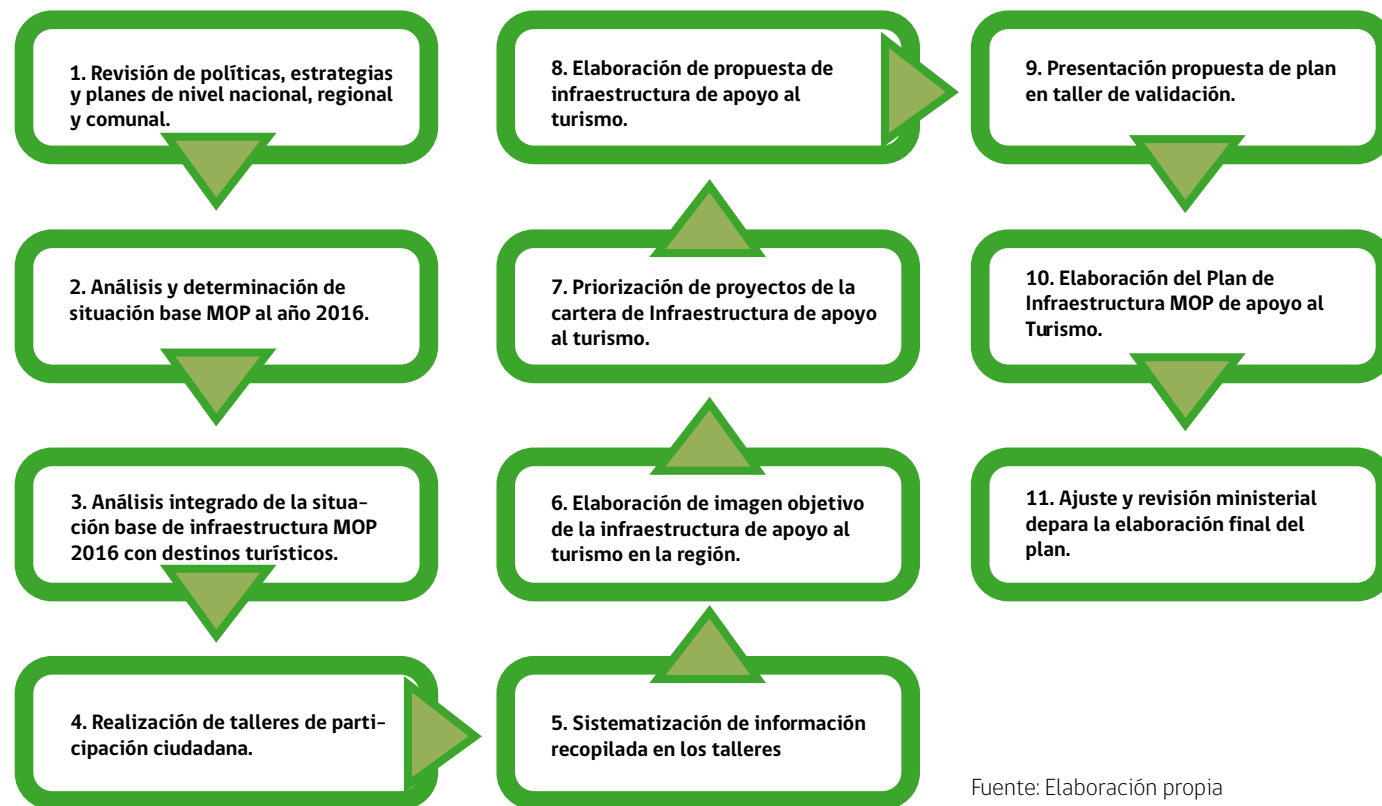 1. Revisión de políticas, estrategias
y planes de nivel nacional, regional
y comunal.
2. Análisis y determinación de
situación base MOP al año 2016.
3. Análisis integrado de la situa–
ción base de infraestructura MOP
2016 con destinos turísticos.
4. Realización de talleres de parti–
cipación ciudadana.
5. Sistematización de información
recopilada en los talleres
6. Elaboración de imagen objetivo
de la infraestructura de apoyo al
turismo en la región.
7. Priorización de proyectos de la
cartera de Infraestructura de apoyo
al turismo.
8. Elaboración de propuesta de
infraestructura de apoyo al
turismo.
9. Presentación propuesta de plan
en taller de validación.
10. Elaboración del Plan de
Infraestructura MOP de apoyo al
Turismo.
11. Ajuste y revisión ministerial
depara la elaboración final del
plan.
Fuente: Elaboración propia